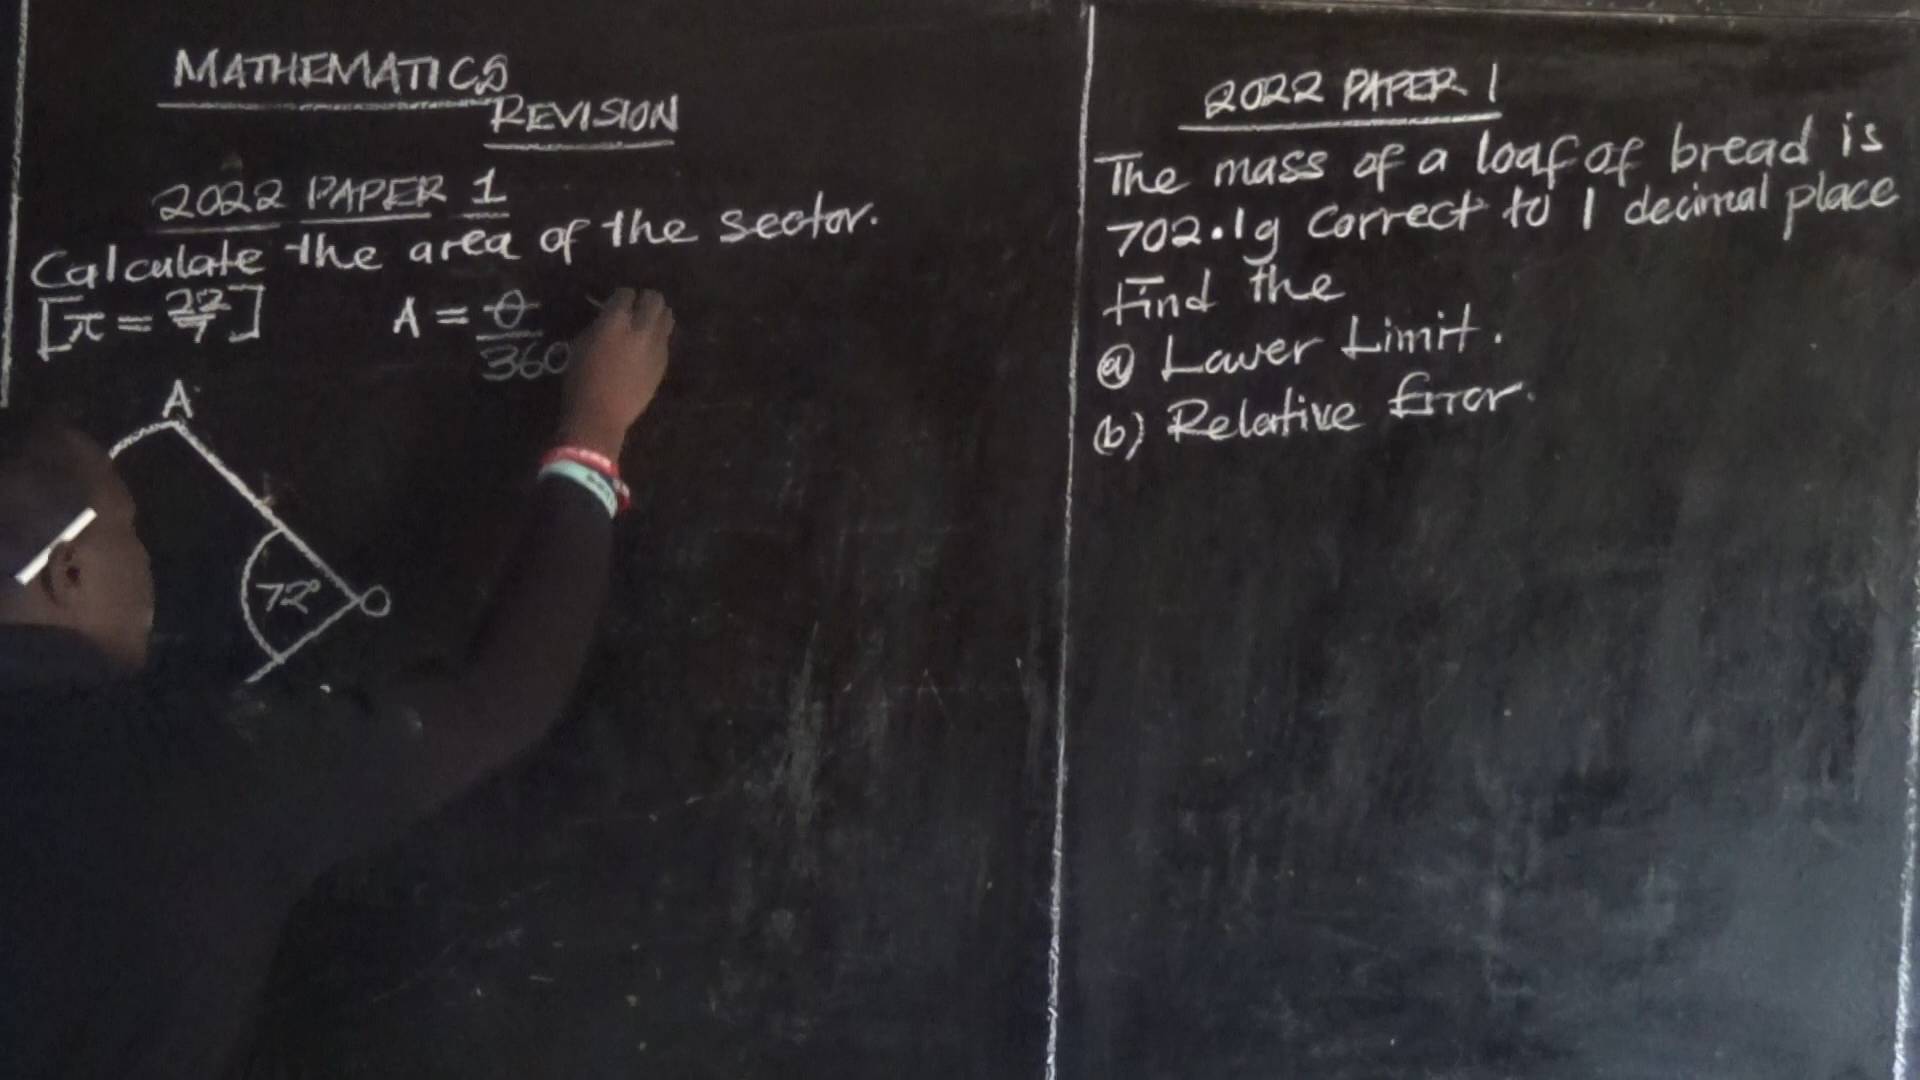 MATHEMATICS
REVISION
2022 PAPER 1
Calculate the area of the sector.
[π = 22/7]
A = θ/360
A
72°
O
2022 PAPER 1
The mass of a loaf of bread is
702.1g correct to 1 decimal place
Find the
(a) Lower Limit.
(b) Relative Error.